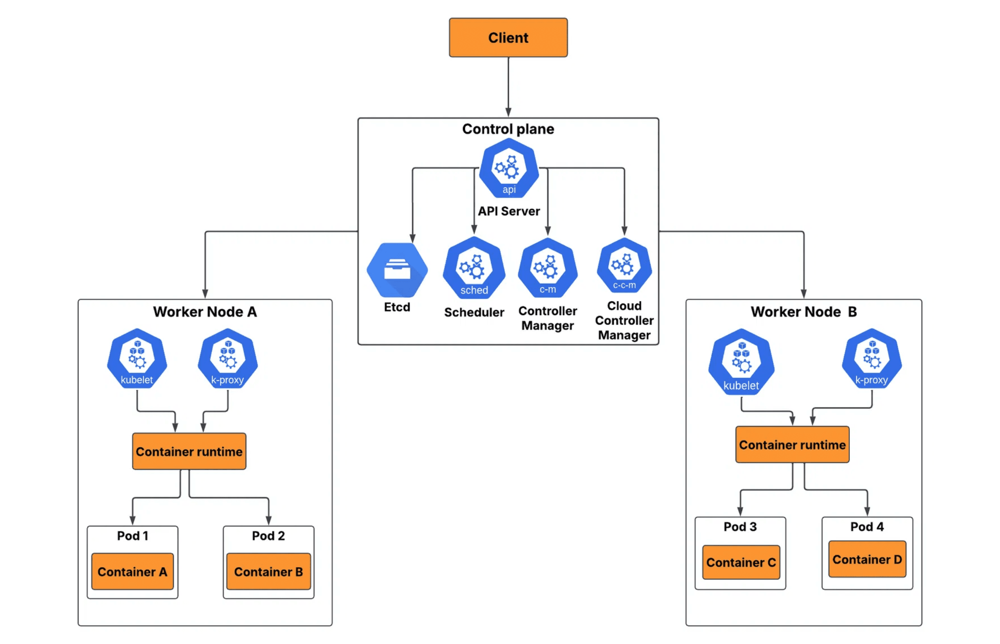 Client
Control plane
api
API Server
sched
c-m
c-c-m
Etcd
Scheduler
Controller
Manager
Cloud
Controller
Manager
Worker Node A
kubelet
k-proxy
Container runtime
Pod 1
Container A
Pod 2
Container B
Worker Node B
kubelet
k-proxy
Container runtime
Pod 3
Container C
Pod 4
Container D